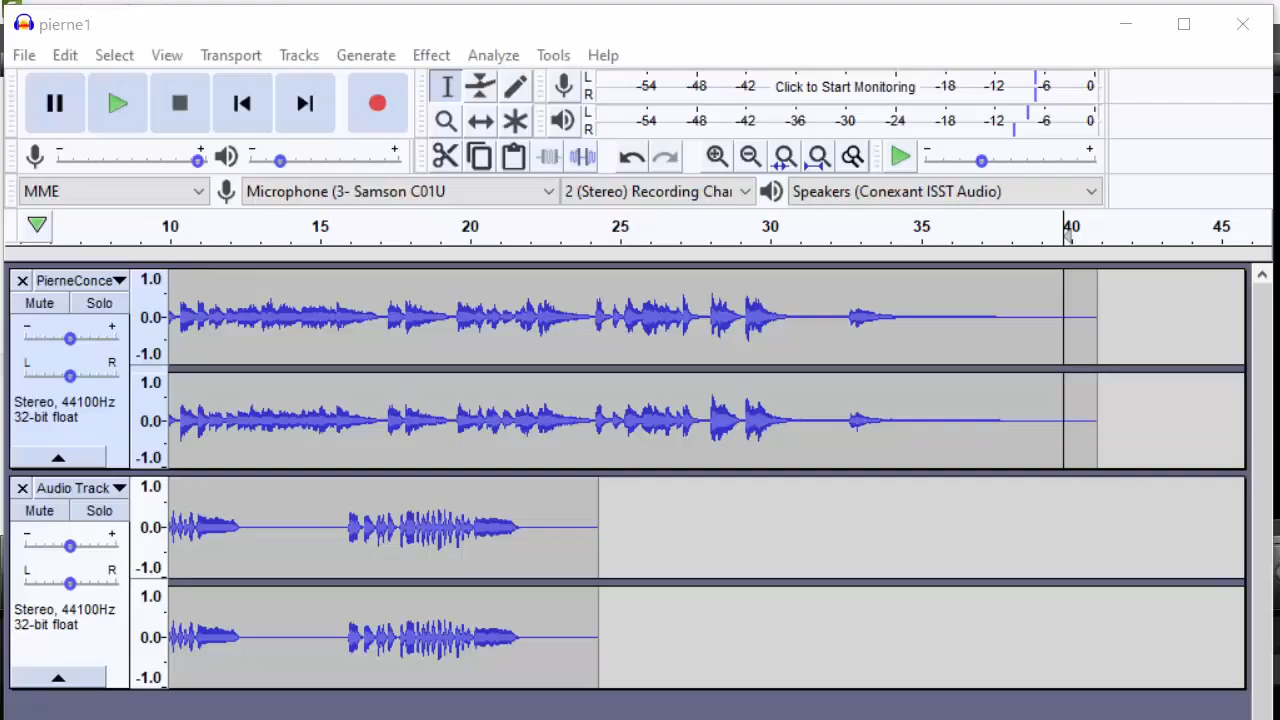 pierne1
File Edit Select View Transport Tracks Generate Effect Analyze Tools Help
L
R
-54 -48 -42 Click to Start Monitoring -18 -12 -6 0
L
R
-54 -48 -42 -36 -30 -24 -18 -12 -6 0
- + - + - +
MME Microphone (3- Samson C01U 2 (Stereo) Recording Chai Speakers (Conexant ISST Audio)
10 15 20 25 30 35 40 45
PierneConce 1.0
Mute Solo
- + 0.0-
L R -1.0
Stereo, 44100Hz 1.0
32-bit float 0.0-
-1.0
Audio Track 1.0
Mute Solo
- + 0.0-
L R -1.0
Stereo, 44100Hz 1.0
32-bit float 0.0-
-1.0